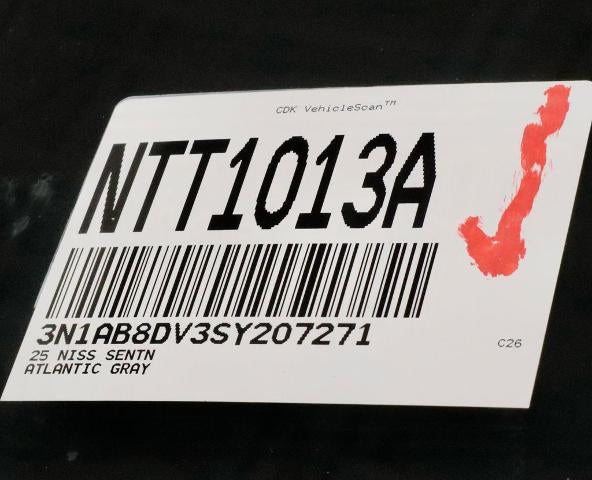 CDK VehicleScan™
NTT1013A
3N1AB8DV3SY207271
25 NISS SENTN
ATLANTIC GRAY
C26